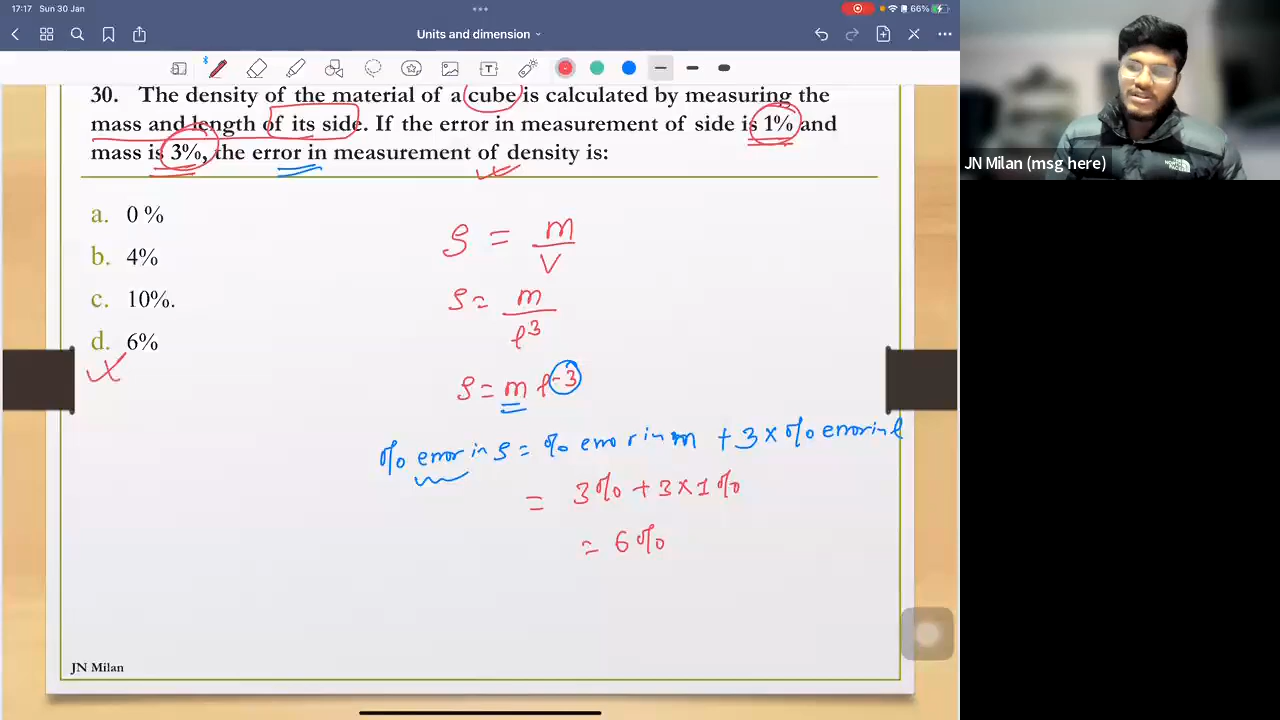 17:17 Sun 30 Jan
66%
Units and dimension
30. The density of the material of a cube is calculated by measuring the
mass and length of its side. If the error in measurement of side is 1% and
mass is 3%, the error in measurement of density is:
a. 0 %
b. 4%
c. 10%.
d. 6%
ρ = m/V
ρ = m/l³
ρ = m l⁻³
% error in ρ = % error in m + 3 × % error in l
= 3% + 3 × 1%
= 6%
JN Milan
JN Milan (msg here)
THE NORTH FACE